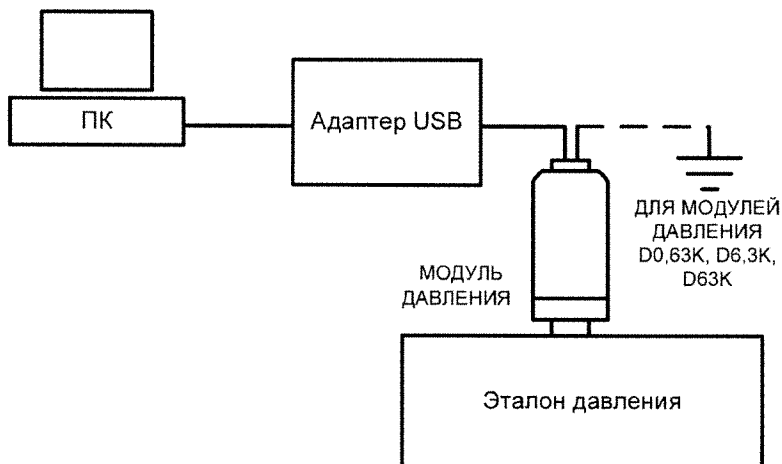 ПК
Адаптер USB
ДЛЯ МОДУЛЕЙ
ДАВЛЕНИЯ
D0,63K, D6,3K,
D63K
МОДУЛЬ
ДАВЛЕНИЯ
Эталон давления